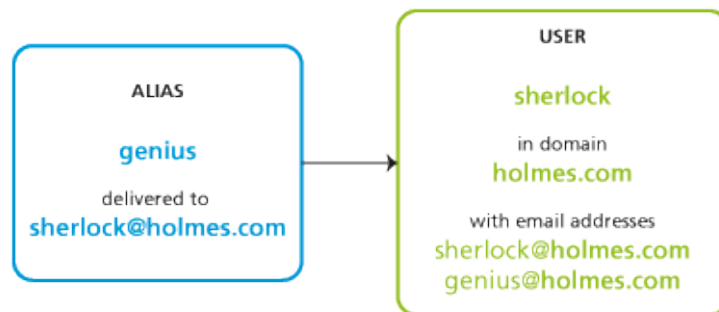 ALIAS
genius
delivered to
sherlock@holmes.com
USER
sherlock
in domain
holmes.com
with email addresses
sherlock@holmes.com
genius@holmes.com